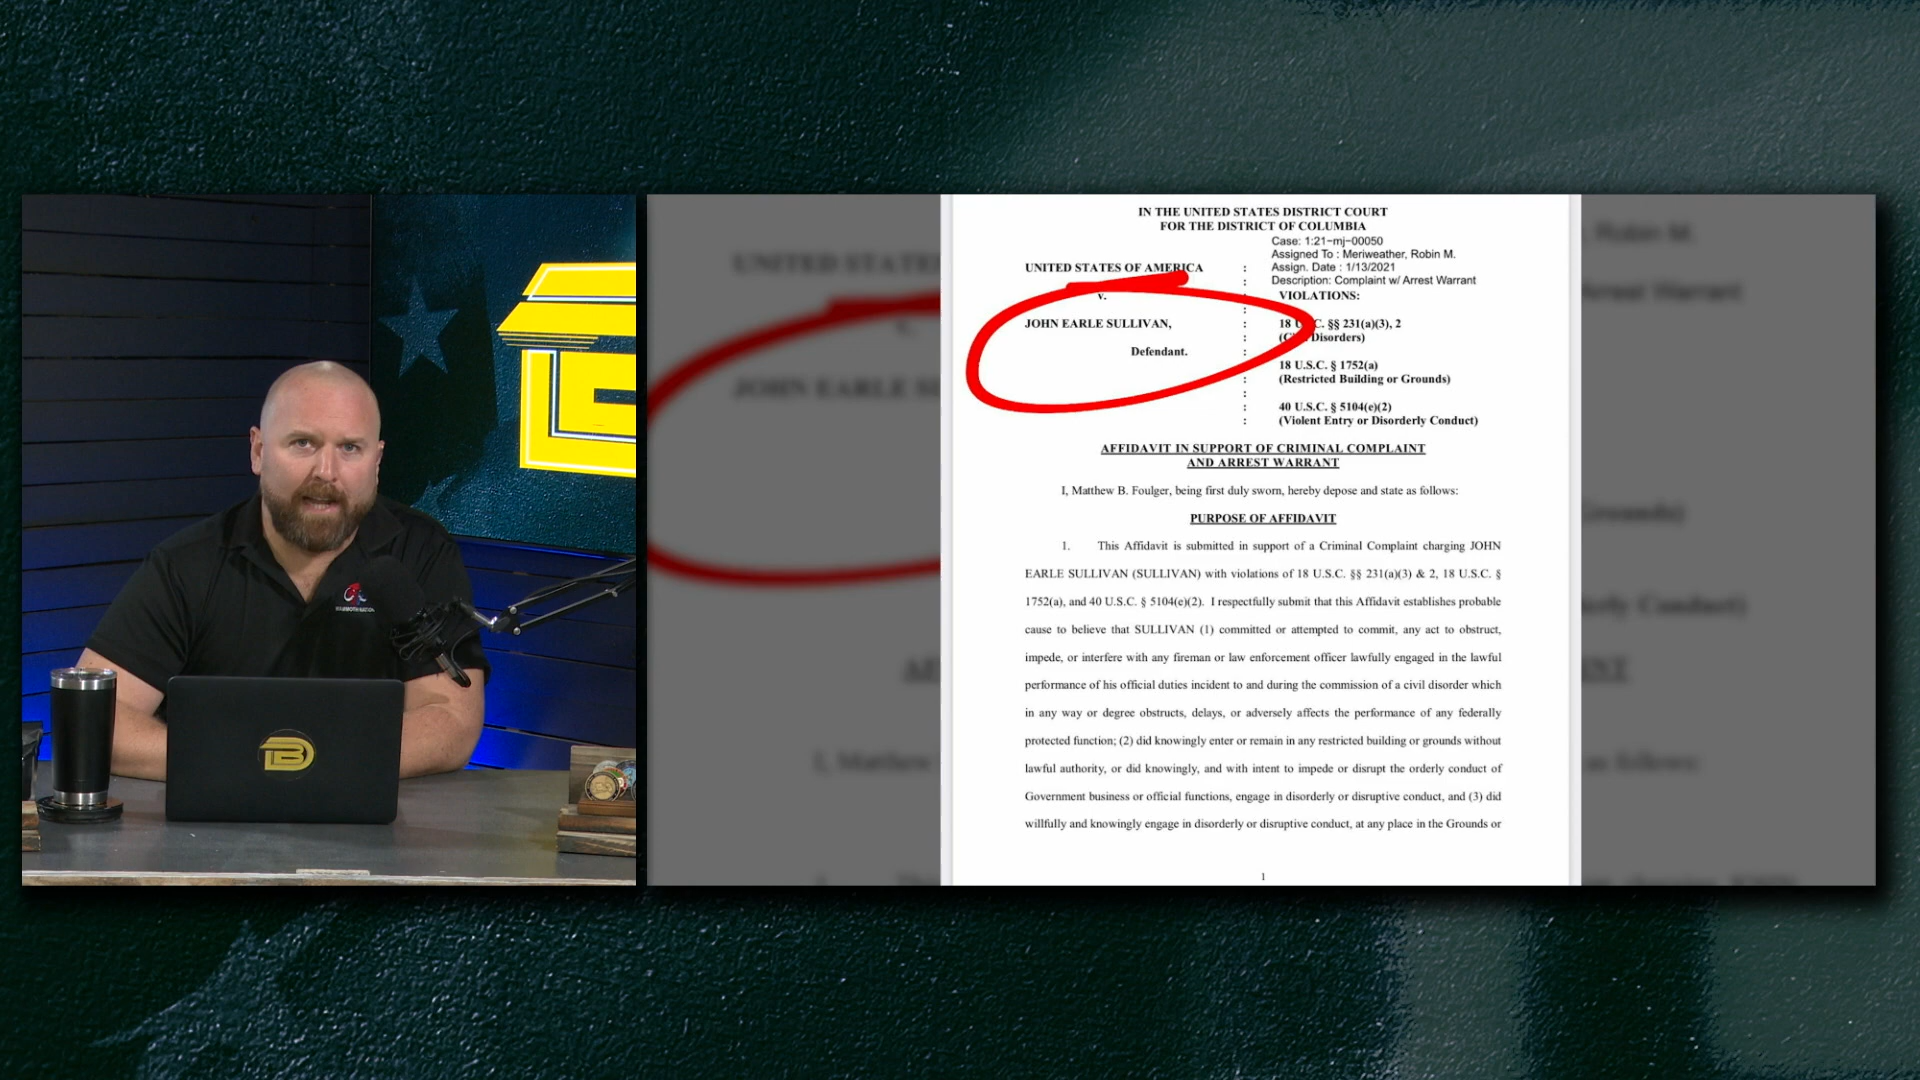 IN THE UNITED STATES DISTRICT COURT
FOR THE DISTRICT OF COLUMBIA
Case: 1:21−mj−00050
Assigned To : Meriweather, Robin M.
Assign. Date : 1/13/2021
Description: Complaint w/ Arrest Warrant
UNITED STATES OF AMERICA :
:
v. : VIOLATIONS:
:
JOHN EARLE SULLIVAN, : 18 U.S.C. §§ 231(a)(3), 2
: (Civil Disorders)
Defendant. :
: 18 U.S.C. § 1752(a)
: (Restricted Building or Grounds)
:
: 40 U.S.C. § 5104(e)(2)
: (Violent Entry or Disorderly Conduct)
AFFIDAVIT IN SUPPORT OF CRIMINAL COMPLAINT
AND ARREST WARRANT
I, Matthew B. Foulger, being first duly sworn, hereby depose and state as follows:
PURPOSE OF AFFIDAVIT
1. This Affidavit is submitted in support of a Criminal Complaint charging JOHN
EARLE SULLIVAN (SULLIVAN) with violations of 18 U.S.C. §§ 231(a)(3) & 2, 18 U.S.C. §
1752(a), and 40 U.S.C. § 5104(e)(2). I respectfully submit that this Affidavit establishes probable
cause to believe that SULLIVAN (1) committed or attempted to commit, any act to obstruct,
impede, or interfere with any fireman or law enforcement officer lawfully engaged in the lawful
performance of his official duties incident to and during the commission of a civil disorder which
in any way or degree obstructs, delays, or adversely affects the performance of any federally
protected function; (2) did knowingly enter or remain in any restricted building or grounds without
lawful authority, or did knowingly, and with intent to impede or disrupt the orderly conduct of
Government business or official functions, engage in disorderly or disruptive conduct, and (3) did
willfully and knowingly engage in disorderly or disruptive conduct, at any place in the Grounds or
1